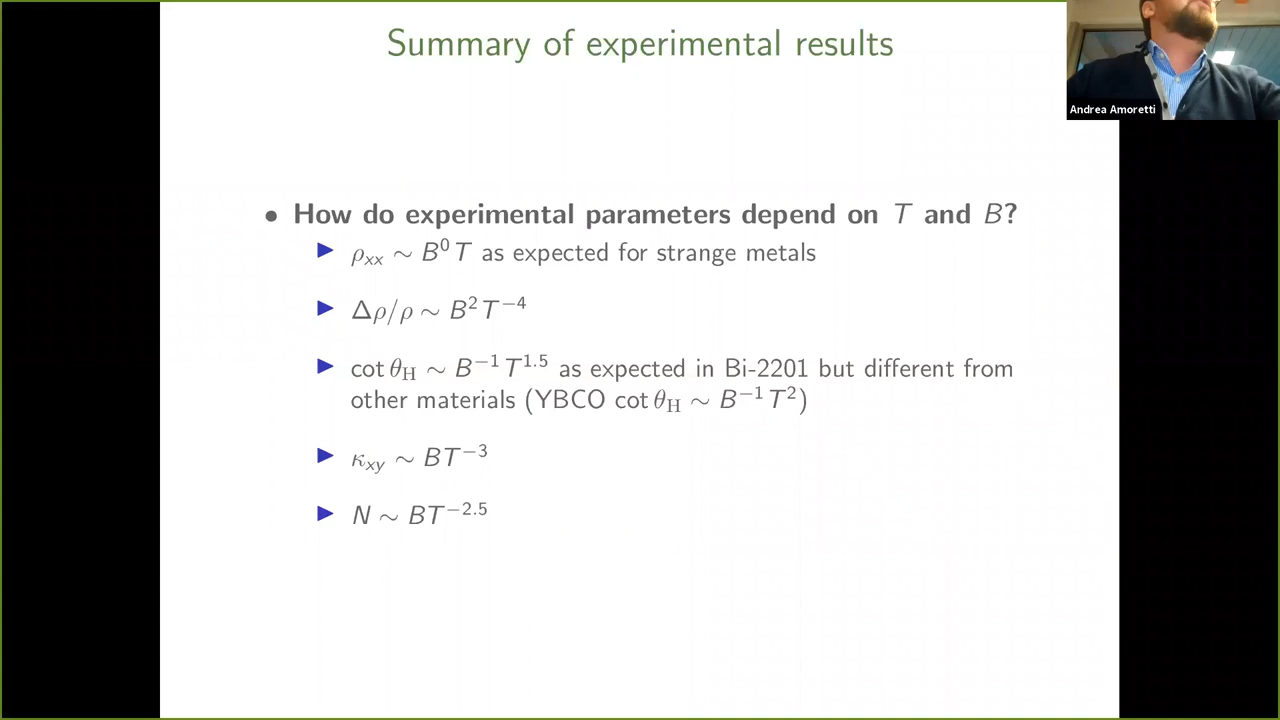 Summary of experimental results
Andrea Amoretti
• How do experimental parameters depend on T and B?
▶ ρ_xx ∼ B^0 T as expected for strange metals
▶ Δρ/ρ ∼ B^2 T^−4
▶ cot θ_H ∼ B^−1 T^1.5 as expected in Bi-2201 but different from
other materials (YBCO cot θ_H ∼ B^−1 T^2)
▶ κ_xy ∼ BT^−3
▶ N ∼ BT^−2.5